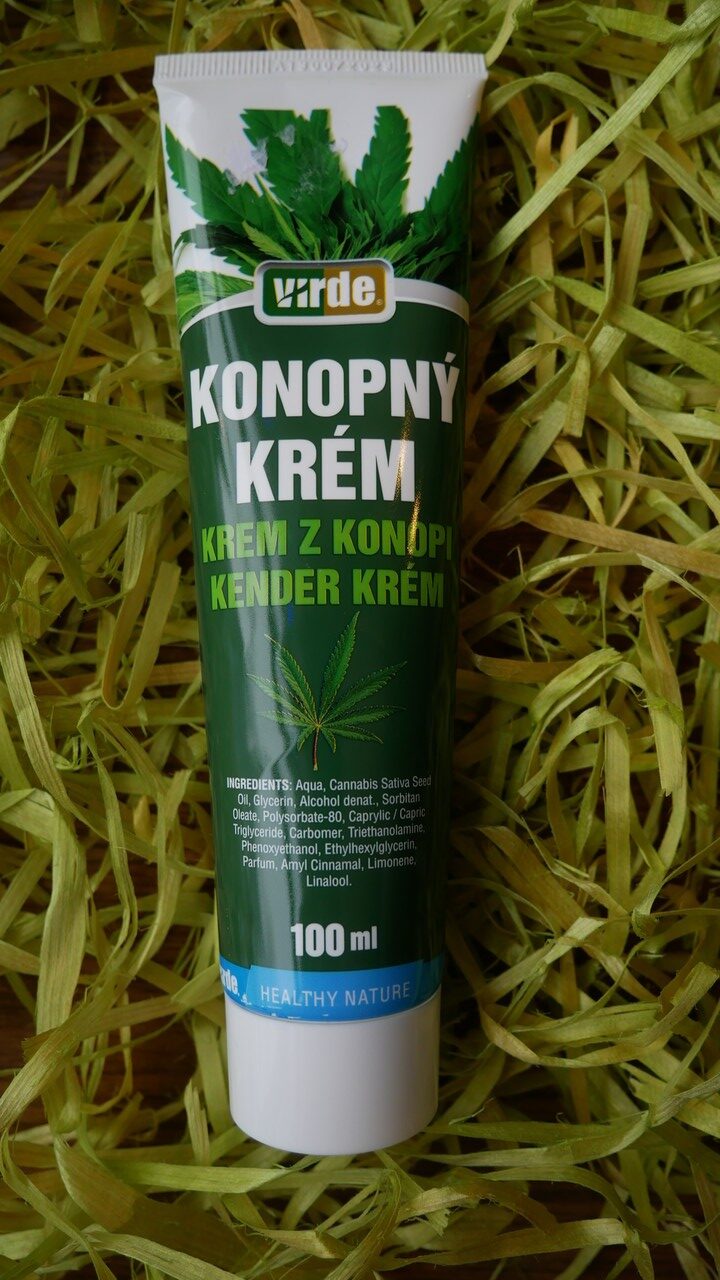 virde®
KONOPNÝ
KRÉM
KREM Z KONOPI
KENDER KRÉM
INGREDIENTS: Aqua, Cannabis Sativa Seed
Oil, Glycerin, Alcohol denat., Sorbitan
Oleate, Polysorbate-80, Caprylic / Capric
Triglyceride, Carbomer, Triethanolamine,
Phenoxyethanol, Ethylhexylglycerin,
Parfum, Amyl Cinnamal, Limonene,
Linalool.
100 ml
HEALTHY NATURE